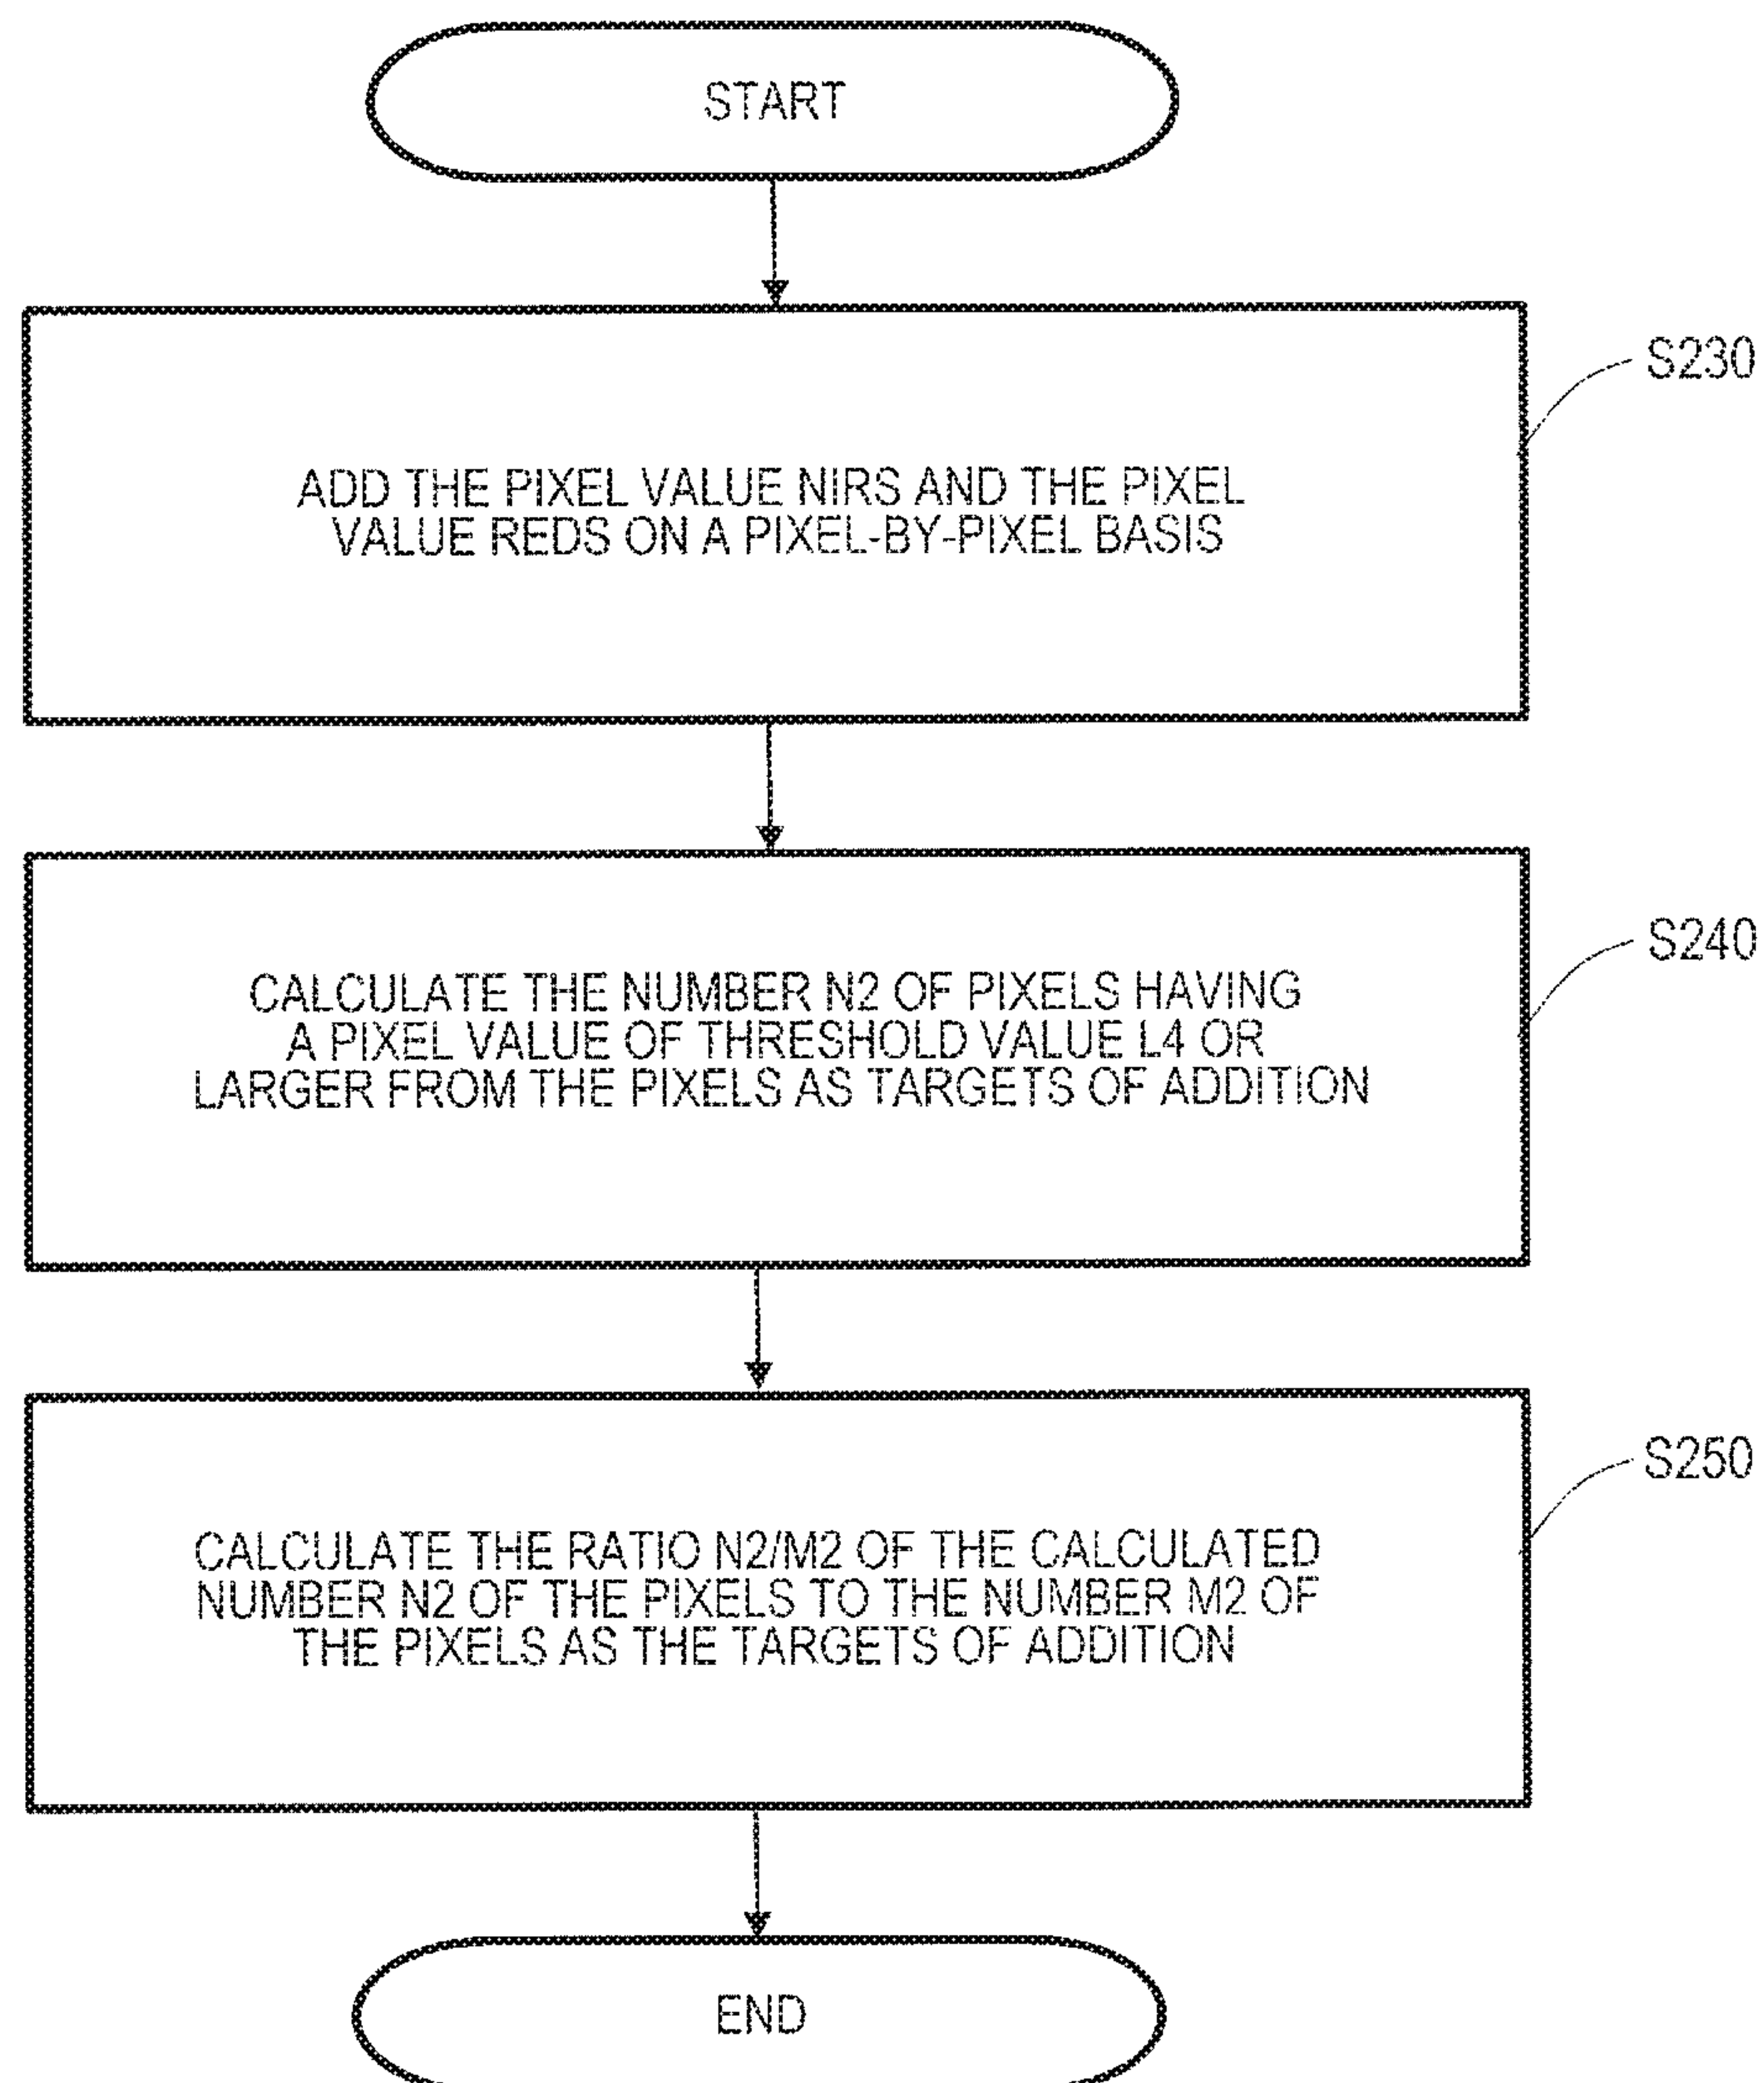 START
S230
ADD THE PIXEL VALUE NIRS AND THE PIXEL
VALUE REDS ON A PIXEL-BY-PIXEL BASIS
S240
CALCULATE THE NUMBER N2 OF PIXELS HAVING
A PIXEL VALUE OF THRESHOLD VALUE L4 OR
LARGER FROM THE PIXELS AS TARGETS OF ADDITION
S250
CALCULATE THE RATIO N2/M2 OF THE CALCULATED
NUMBER N2 OF THE PIXELS TO THE NUMBER M2 OF
THE PIXELS AS THE TARGETS OF ADDITION
END